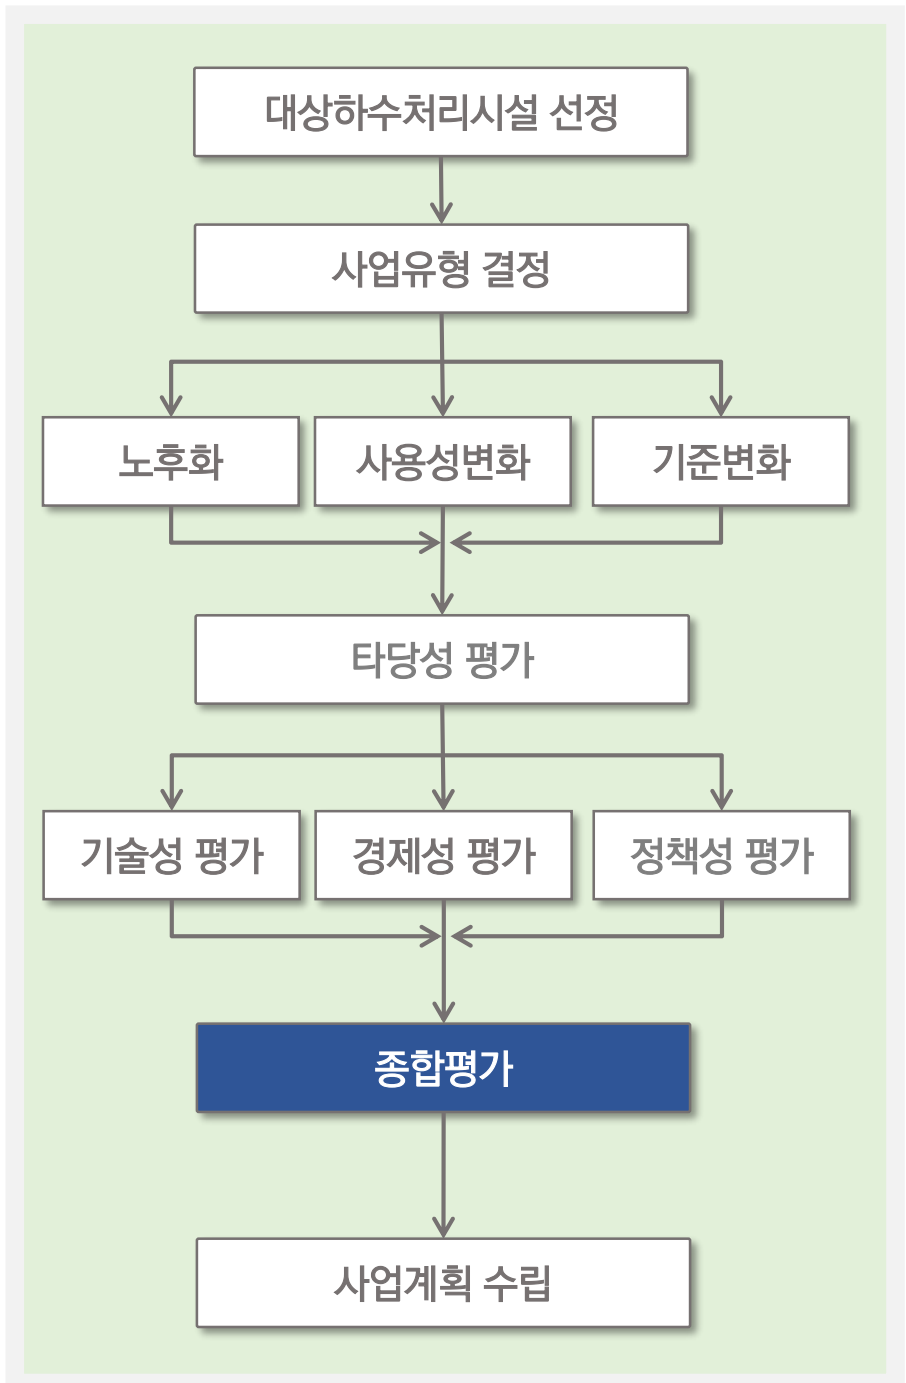 대상하수처리시설 선정
사업유형 결정
노후화
사용성변화
기준변화
타당성 평가
기술성 평가
경제성 평가
정책성 평가
종합평가
사업계획 수립